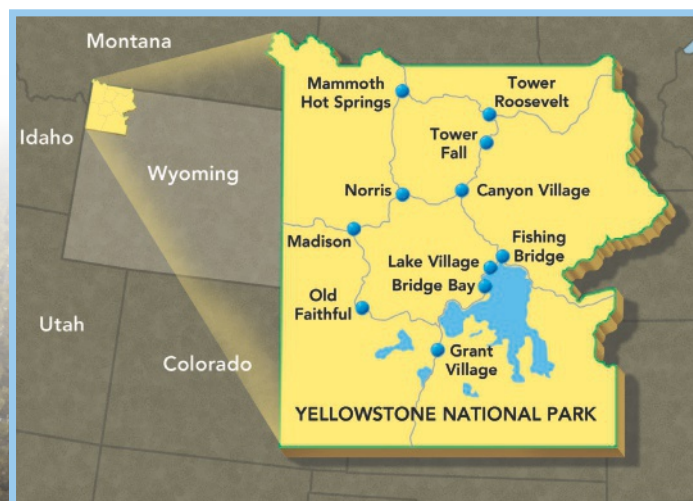 Montana
Idaho
Wyoming
Utah
Colorado
Mammoth
Hot Springs
Tower
Roosevelt
Tower
Fall
Norris
Canyon Village
Madison
Fishing
Bridge
Lake Village
Bridge Bay
Old
Faithful
Grant
Village
YELLOWSTONE NATIONAL PARK